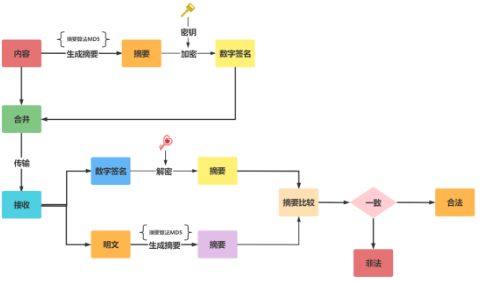 密钥
摘要算法MD5
内容
生成摘要
摘要
加密
数字签名
合并
传输
数字签名
解密
摘要
接收
摘要比较
一致
合法
摘要算法MD5
明文
生成摘要
摘要
非法